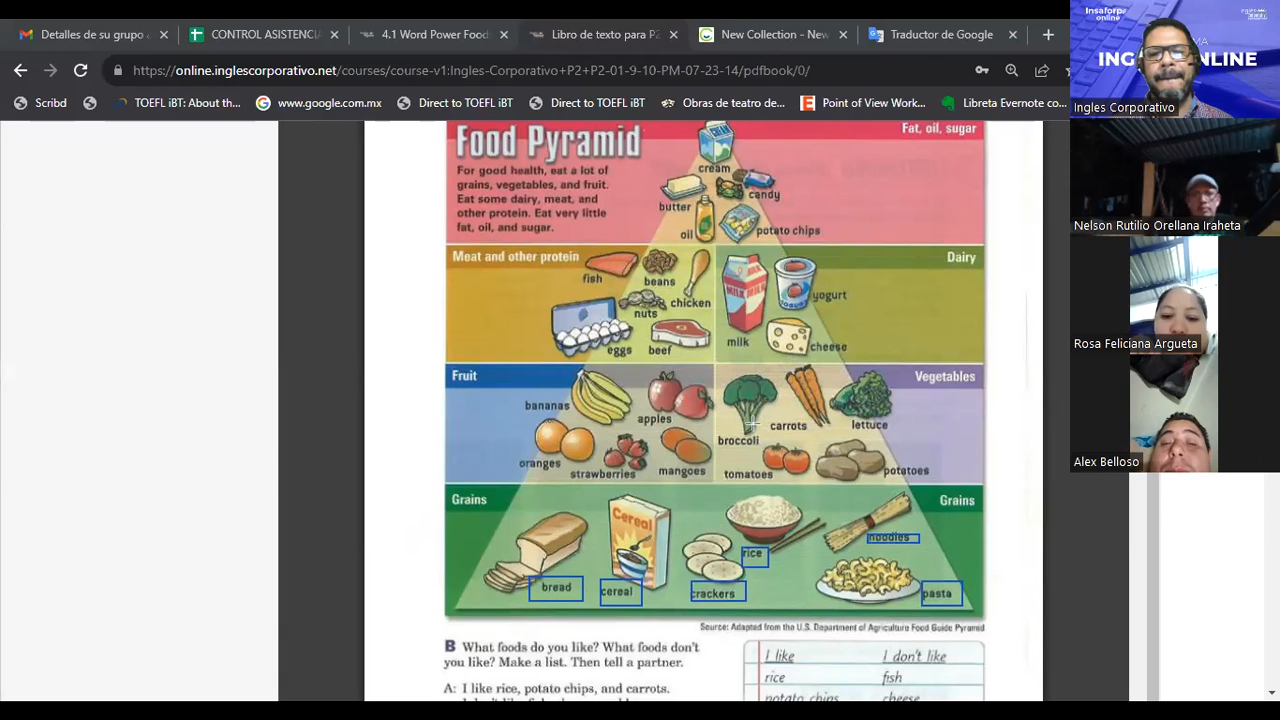 Detalles de su grupo
CONTROL ASISTENCIA
4.1 Word Power Food
Libro de texto para P2
New Collection - New
Traductor de Google
https://online.inglescorporativo.net/courses/course-v1:Ingles-Corporativo+P2+P2-01-9-10-PM-07-23-14/pdfbook/0/
Scribd
TOEFL iBT: About th...
www.google.com.mx
Direct to TOEFL iBT
Direct to TOEFL iBT
Obras de teatro de...
Point of View Work...
Libreta Evernote co...
Food Pyramid
For good health, eat a lot of
grains, vegetables, and fruit.
Eat some dairy, meat, and
other protein. Eat very little
fat, oil, and sugar.
Fat, oil, sugar
CREAM
cream
butter
candy
oil
potato chips
Meat and other protein
Dairy
fish
beans
chicken
nuts
eggs
beef
MILK
YOGURT
yogurt
milk
cheese
Fruit
Vegetables
bananas
apples
oranges
strawberries
mangoes
broccoli
carrots
lettuce
tomatoes
potatoes
Grains
Grains
Cereal
bread
cereal
crackers
rice
noodles
pasta
Source: Adapted from the U.S. Department of Agriculture Food Guide Pyramid
B What foods do you like? What foods don't
you like? Make a list. Then tell a partner.
A: I like rice, potato chips, and carrots.
I like
I don't like
rice
fish
potato chips
cheese
Insaforp
online
Ingles Corporativo
Nelson Rutilio Orellana Iraheta
Rosa Feliciana Argueta
Alex Belloso